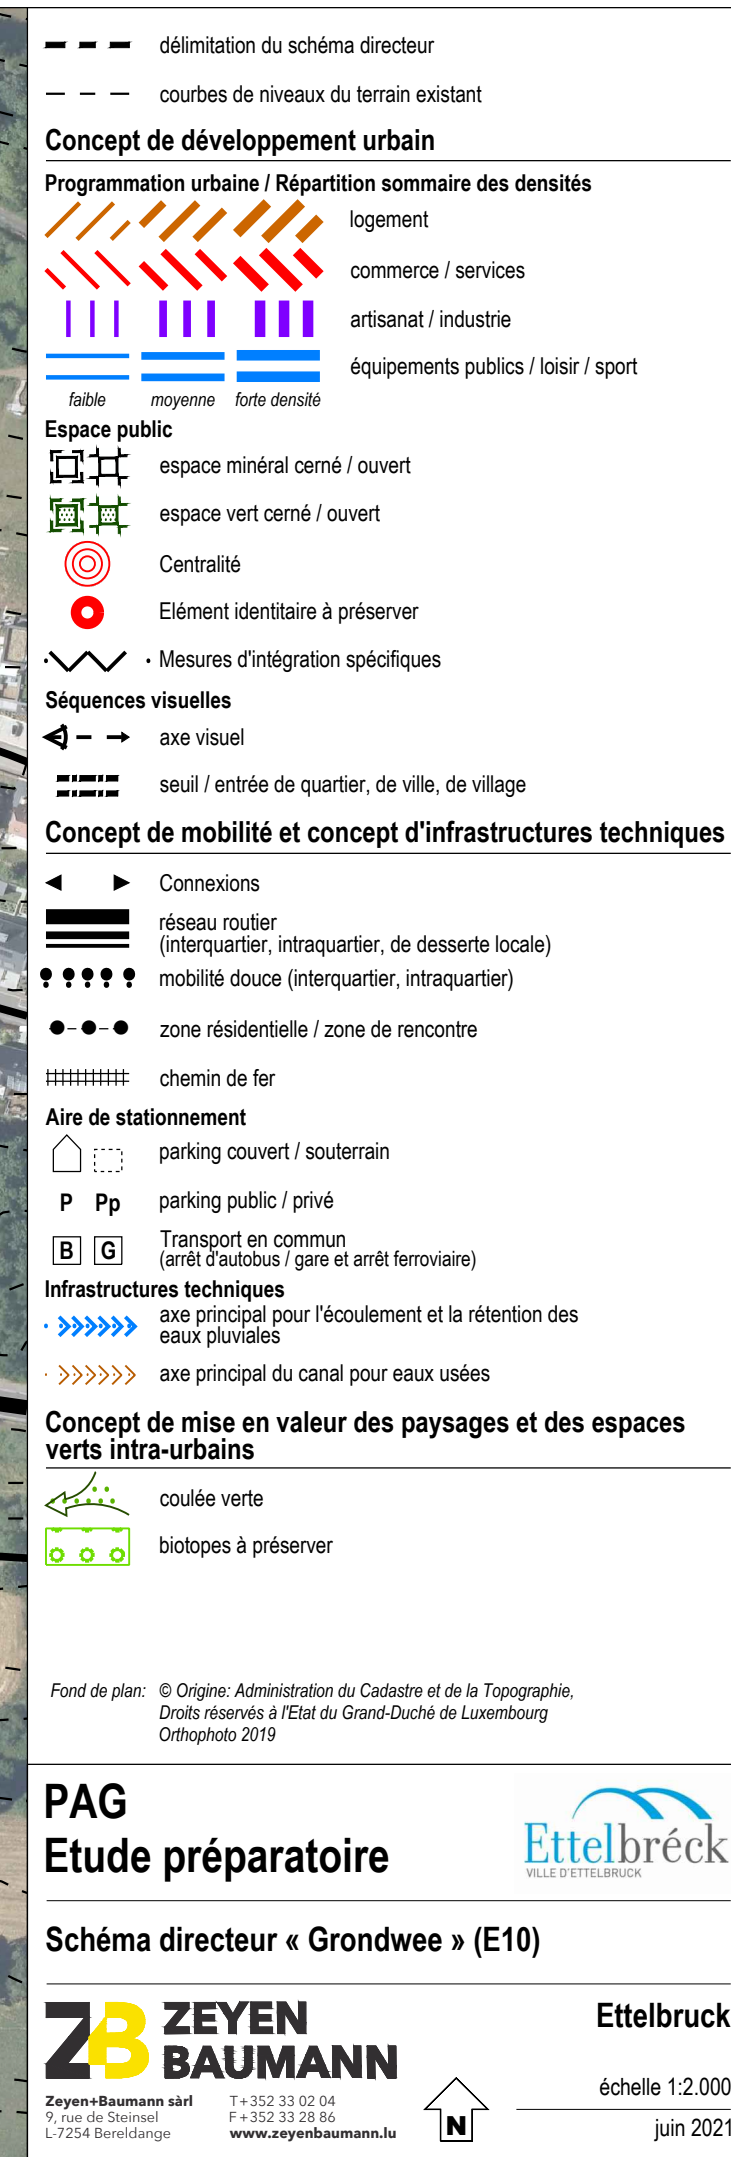 délimitation du schéma directeur
courbes de niveaux du terrain existant
Concept de développement urbain
Programmation urbaine / Répartition sommaire des densités
logement
commerce / services
artisanat / industrie
équipements publics / loisir / sport
faible moyenne forte densité
Espace public
espace minéral cerné / ouvert
espace vert cerné / ouvert
Centralité
Elément identitaire à préserver
Mesures d'intégration spécifiques
Séquences visuelles
axe visuel
seuil / entrée de quartier, de ville, de village
Concept de mobilité et concept d'infrastructures techniques
Connexions
réseau routier
(interquartier, intraquartier, de desserte locale)
mobilité douce (interquartier, intraquartier)
zone résidentielle / zone de rencontre
chemin de fer
Aire de stationnement
parking couvert / souterrain
P Pp parking public / privé
B G Transport en commun
(arrêt d'autobus / gare et arrêt ferroviaire)
Infrastructures techniques
axe principal pour l'écoulement et la rétention des
eaux pluviales
axe principal du canal pour eaux usées
Concept de mise en valeur des paysages et des espaces
verts intra-urbains
coulée verte
biotopes à préserver
Fond de plan: © Origine: Administration du Cadastre et de la Topographie,
Droits réservés à l'Etat du Grand-Duché de Luxembourg
Orthophoto 2019
PAG
Etude préparatoire
Ettelbréck
VILLE D'ETTELBRUCK
Schéma directeur « Grondwee » (E10)
ZB ZEYEN
BAUMANN
Zeyen+Baumann sàrl
9, rue de Steinsel
L-7254 Bereldange
T+352 33 02 04
F+352 33 28 86
www.zeyenbaumann.lu
N
Ettelbruck
échelle 1:2.000
juin 2021